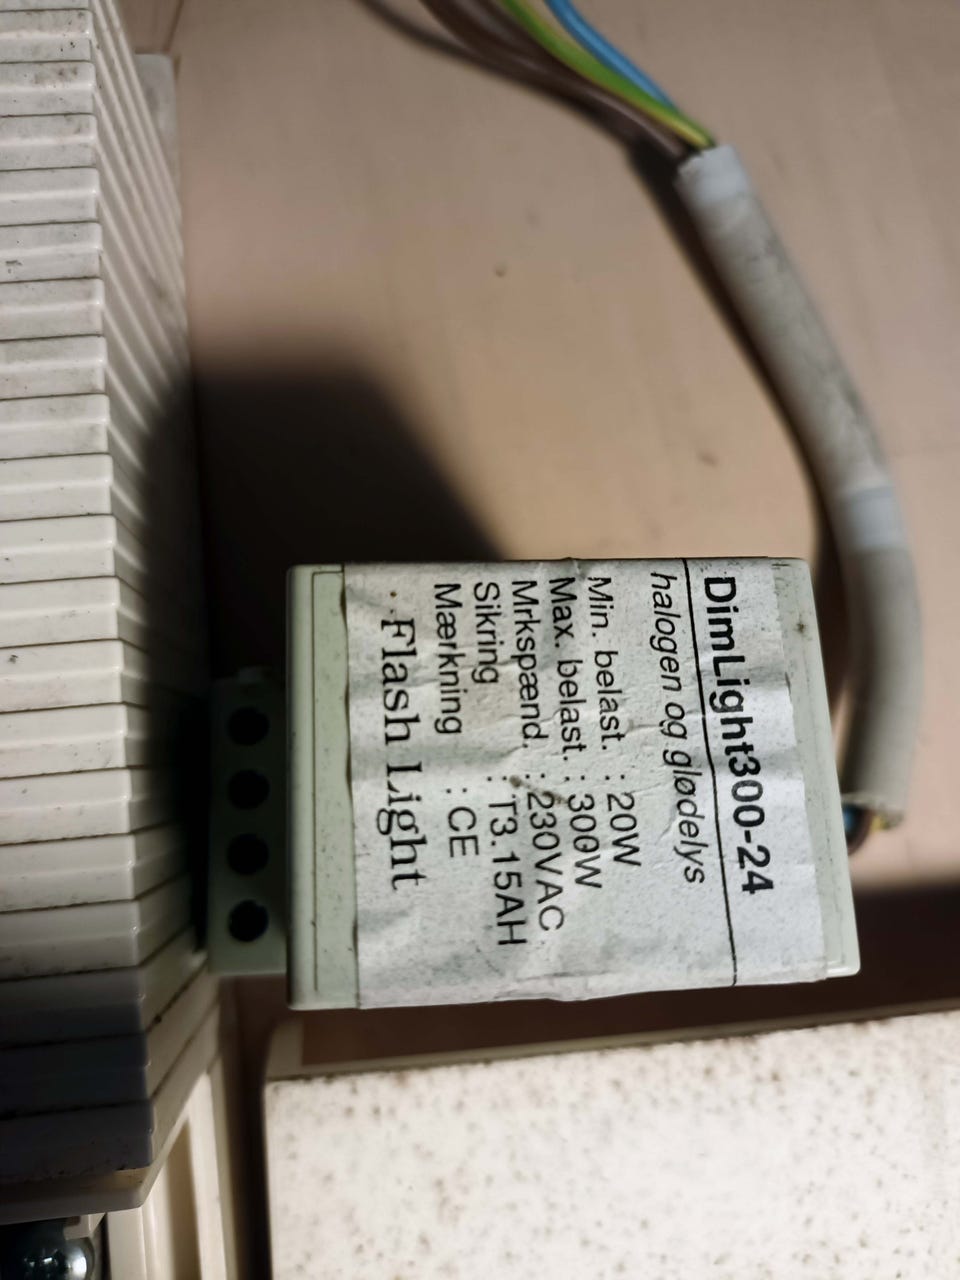 DimLight300-24
halogen og glødelys
Min. belast. : 20W
Max. belast. : 300W
Mrkspænd. : 230VAC
Sikring : T3.15AH
Mærkning : CE
Flash Light